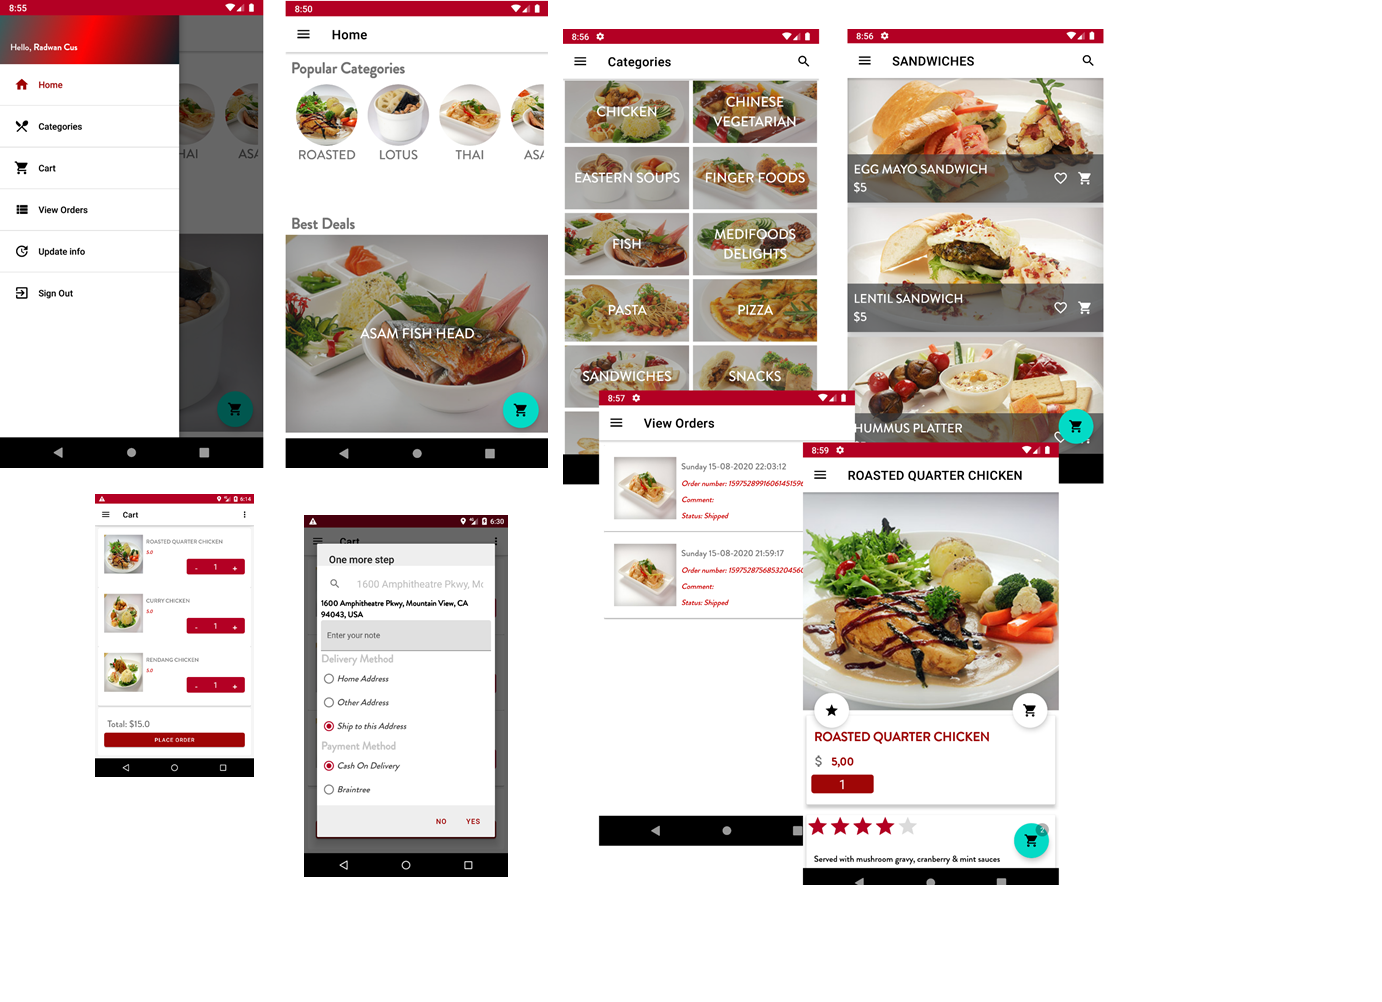 8:55
Hello, Radwan Cus
Home
Categories
Cart
View Orders
Update info
Sign Out
HAI
ASA
8:50
Home
Popular Categories
ROASTED
LOTUS
THAI
ASA
Best Deals
ASAM FISH HEAD
8:56
Categories
CHICKEN
CHINESE
VEGETARIAN
EASTERN SOUPS
FINGER FOODS
FISH
MEDIFOODS
DELIGHTS
PASTA
PIZZA
SANDWICHES
SNACKS
8:56
SANDWICHES
EGG MAYO SANDWICH
$5
LENTIL SANDWICH
$5
HUMMUS PLATTER
8:57
View Orders
Sunday 15-08-2020 22:03:12
Comment:
Status: Shipped
Sunday 15-08-2020 21:59:17
Comment:
Status: Shipped
8:59
ROASTED QUARTER CHICKEN
ROASTED QUARTER CHICKEN
$ 5,00
1
Served with mushroom gravy, cranberry & mint sauces
6:14
Cart
ROASTED QUARTER CHICKEN
5.0
- 1 +
CURRY CHICKEN
5.0
- 1 +
RENDANG CHICKEN
5.0
- 1 +
Total: $15.0
PLACE ORDER
6:30
Cart
One more step
1600 Amphitheatre Pkwy, Mo
1600 Amphitheatre Pkwy, Mountain View, CA
94043, USA
Enter your note
Delivery Method
Home Address
Other Address
Ship to this Address
Payment Method
Cash On Delivery
Braintree
NO YES